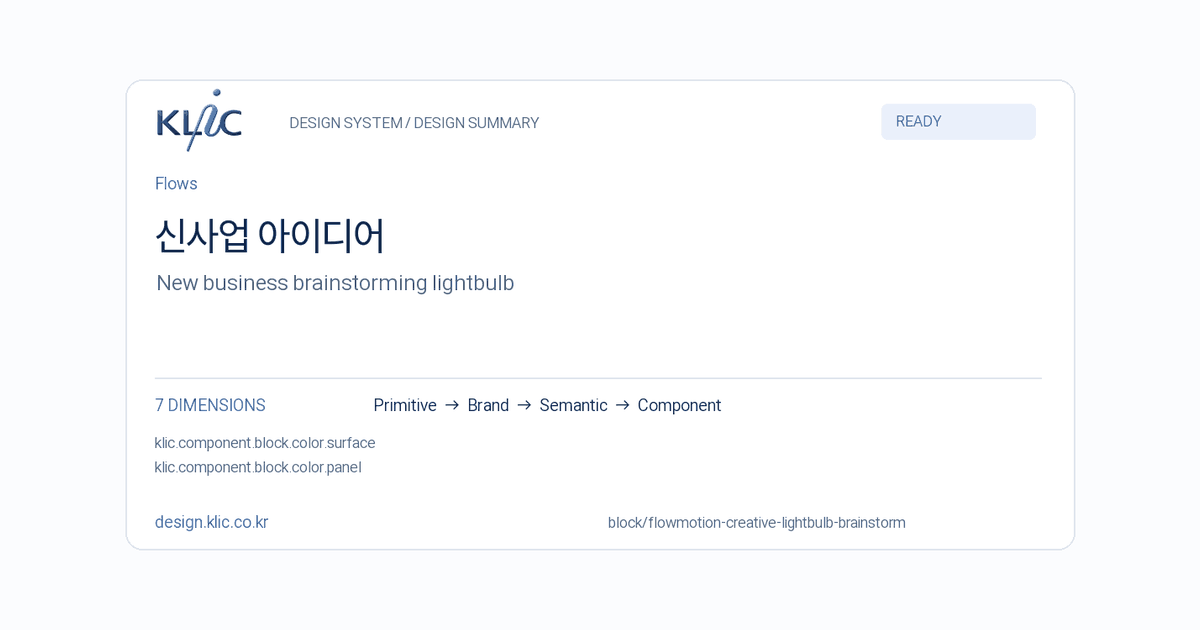 KLiC
DESIGN SYSTEM / DESIGN SUMMARY
READY
Flows
신사업 아이디어
New business brainstorming lightbulb
7 DIMENSIONS
Primitive → Brand → Semantic → Component
klic.component.block.color.surface
klic.component.block.color.panel
design.klic.co.kr
block/flowmotion-creative-lightbulb-brainstorm